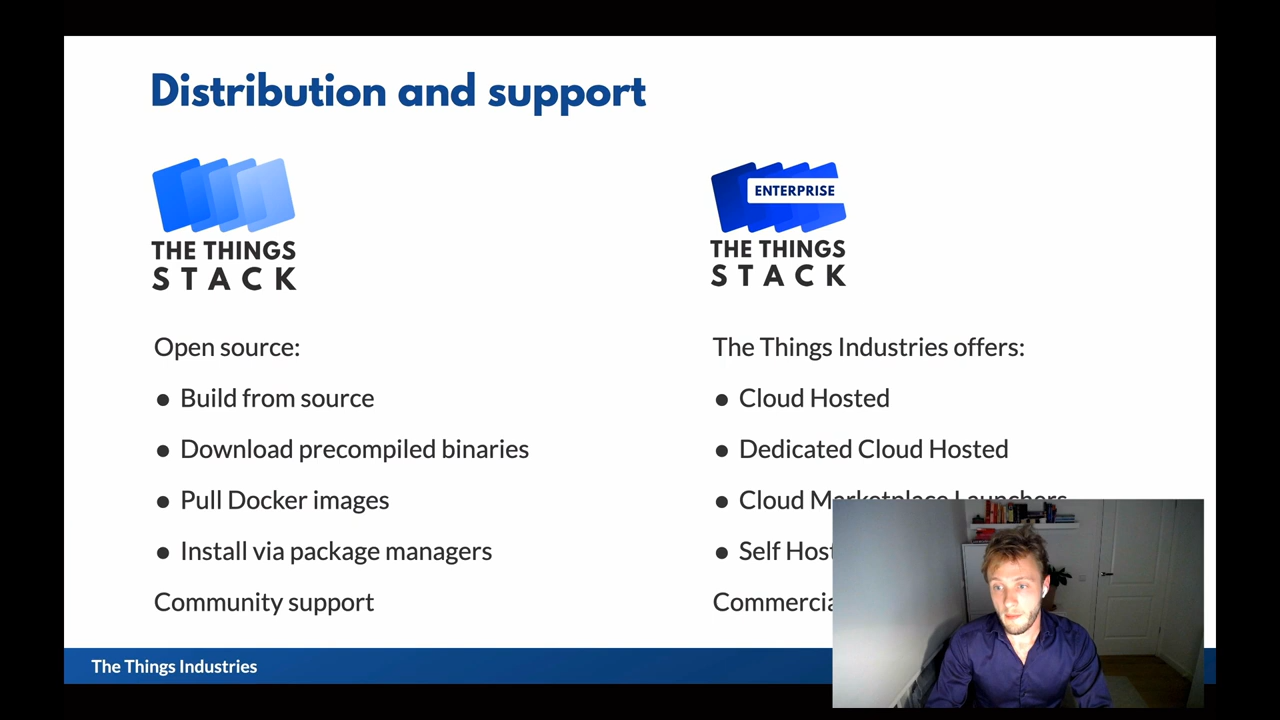 Distribution and support
THE THINGS
STACK
Open source:
● Build from source
● Download precompiled binaries
● Pull Docker images
● Install via package managers
Community support
ENTERPRISE
THE THINGS
STACK
The Things Industries offers:
● Cloud Hosted
● Dedicated Cloud Hosted
● Cloud Marketplace Launchers
● Self
The Things Industries